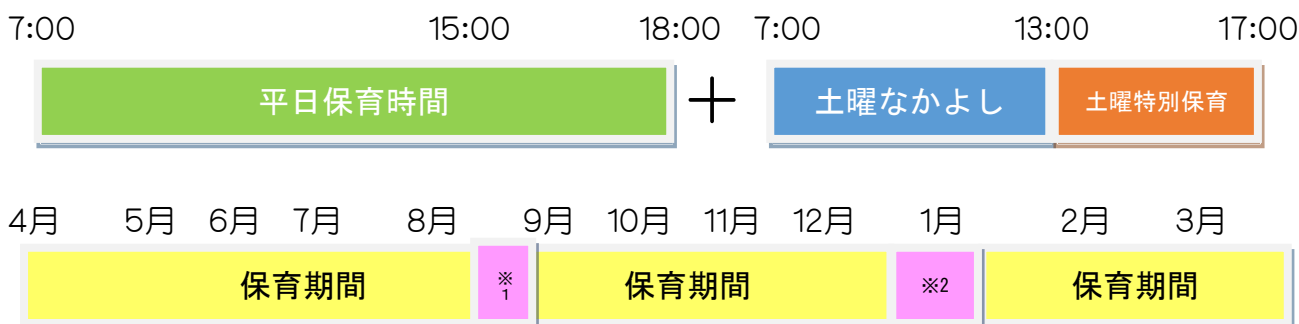 7:00 15:00 18:00 7:00 13:00 17:00
平日保育時間 + 土曜なかよし 土曜特別保育
4月 5月 6月 7月 8月 9月 10月 11月 12月 1月 2月 3月
保育期間 ※1 保育期間 ※2 保育期間